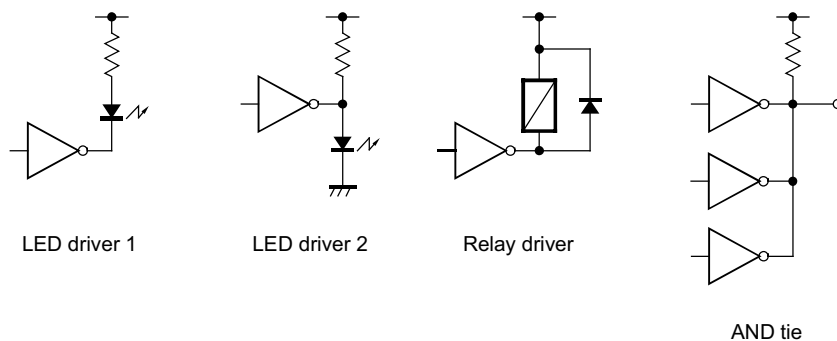 LED driver 1
LED driver 2
Relay driver
AND tie